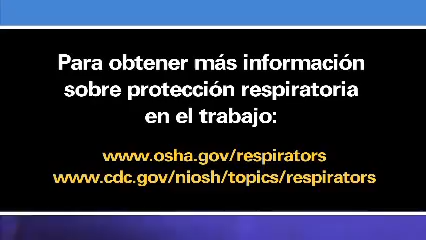 Para obtener más información
sobre protección respiratoria
en el trabajo:
www.osha.gov/respirators
www.cdc.gov/niosh/topics/respirators